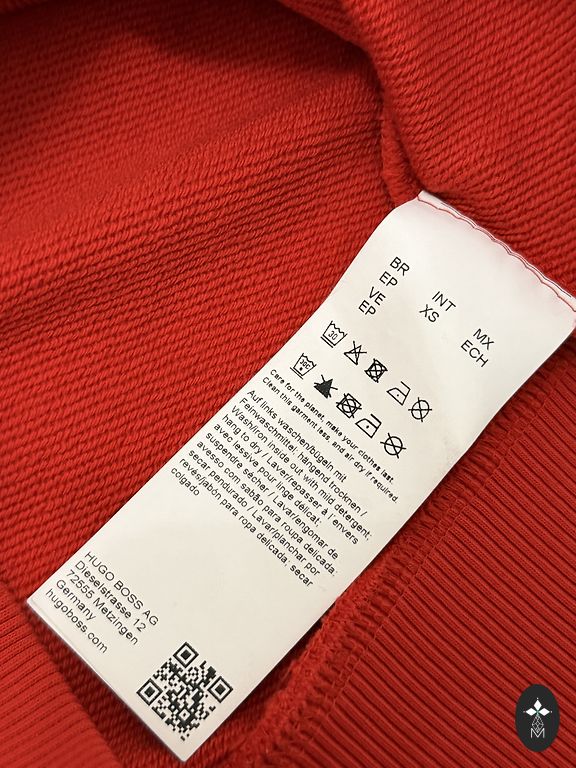 BR
EP
VE
EP
INT
XS
MX
ECH
30
30C
Care for the planet, make your clothes last.
Clean this garment less, and air dry if required.
Auf links waschen/bügeln mit
Feinwaschmittel; hängend trocknen /
Wash/iron inside out with mild detergent;
hang to dry / Laver/repasser à l'envers
avec lessive pour linge délicat;
suspendre sécher / Lavar/engomar de
avesso com sabão para roupa delicada;
secar pendurado / Lavar/planchar por
revés/jabón para ropa delicada; secar
colgado
HUGO BOSS AG
Dieselstrasse 12
72555 Metzingen
Germany
hugoboss.com
M